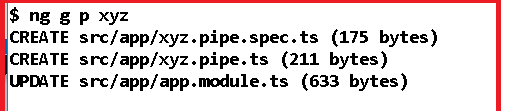 $ ng g p xyz
CREATE src/app/xyz.pipe.spec.ts (175 bytes)
CREATE src/app/xyz.pipe.ts (211 bytes)
UPDATE src/app/app.module.ts (633 bytes)